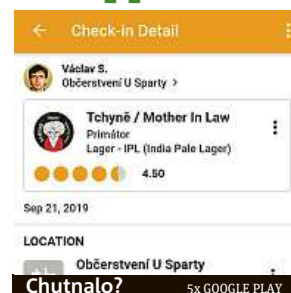 Check-in Detail
Václav S.
Občerstvení U Sparty >
Tchyně / Mother In Law
Primátor
Lager - IPL (India Pale Lager)
4.50
Sep 21, 2019
LOCATION
Občerstvení U Sparty
Chutnalo?
5x GOOGLE PLAY